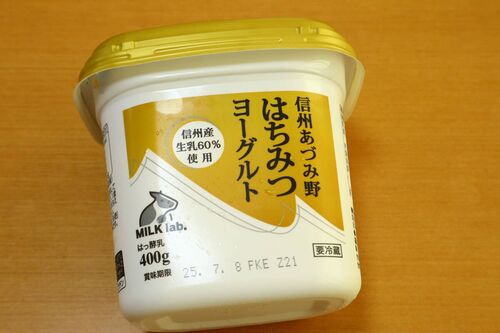 信州あづみ野
はちみつ
ヨーグルト
信州産
生乳60%
使用
MILK lab.
はっ酵乳
400g
賞味期限
25. 7. 8 FKE Z21
要冷蔵